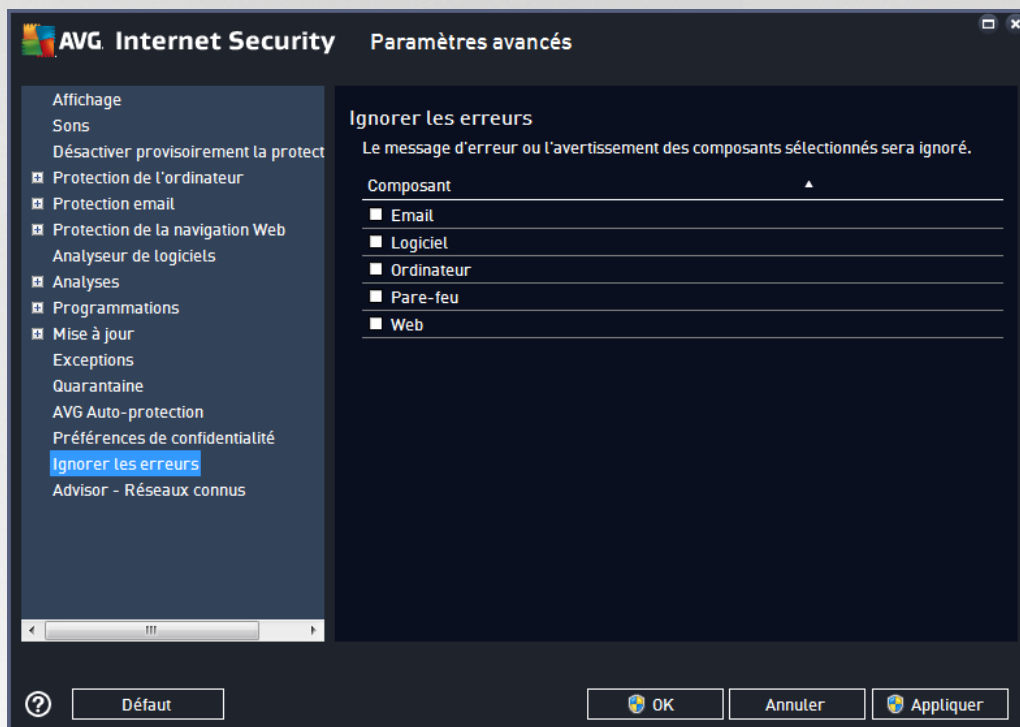 AVG. Internet Security Paramètres avancés
Affichage
Sons
Désactiver provisoirement la protect
Protection de l'ordinateur
Protection email
Protection de la navigation Web
Analyseur de logiciels
Analyses
Programmations
Mise à jour
Exceptions
Quarantaine
AVG Auto-protection
Préférences de confidentialité
Ignorer les erreurs
Advisor - Réseaux connus
Ignorer les erreurs
Le message d'erreur ou l'avertissement des composants sélectionnés sera ignoré.
Composant
Email
Logiciel
Ordinateur
Pare-feu
Web
? Défaut OK Annuler Appliquer